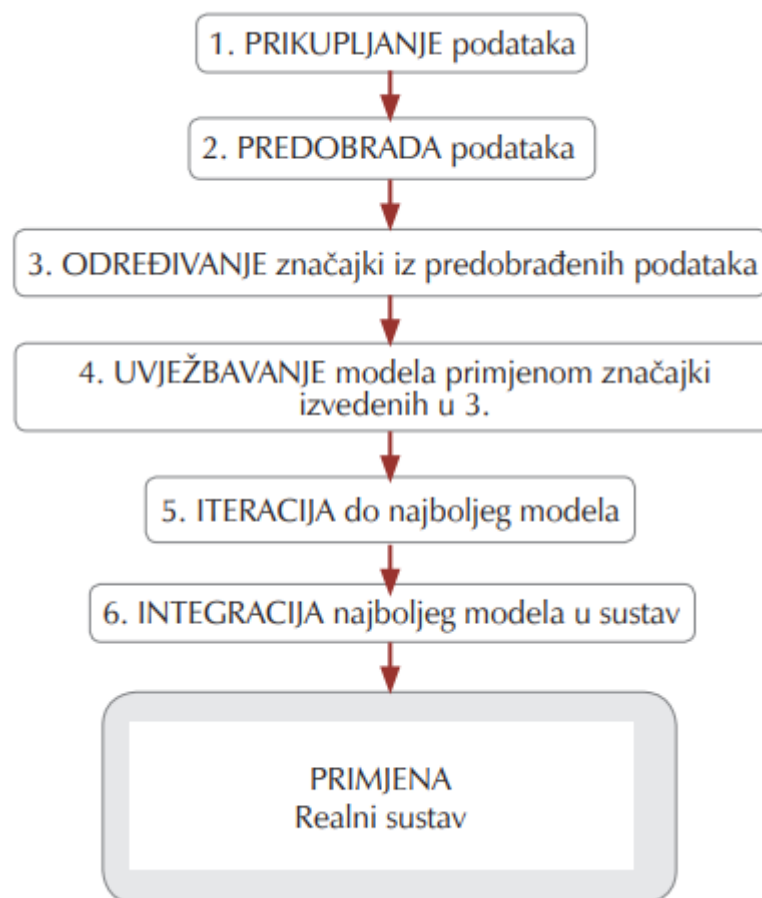 1. PRIKUPLJANJE podataka
2. PREDOBRADA podataka
3. ODREĐIVANJE značajki iz predobrađenih podataka
4. UVJEŽBAVANJE modela primjenom značajki
izvedenih u 3.
5. ITERACIJA do najboljeg modela
6. INTEGRACIJA najboljeg modela u sustav
PRIMJENA
Realni sustav